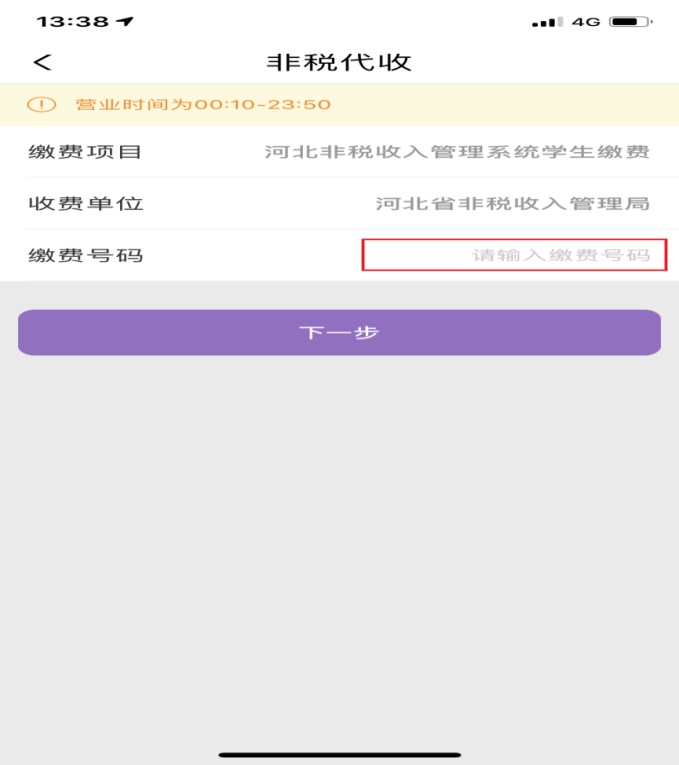 13:38
4G
非税代收
营业时间为00:10-23:50
缴费项目 河北非税收入管理系统学生缴费
收费单位 河北省非税收入管理局
缴费号码 请输入缴费号码
下一步